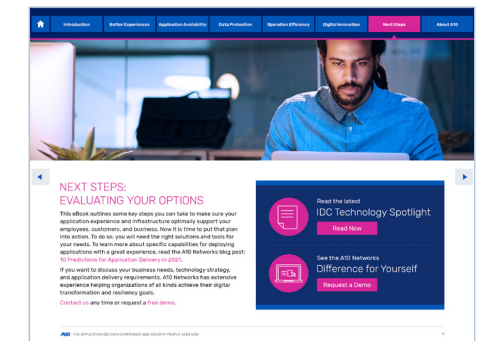 Introduction
Better Experiences
Application Availability
Data Protection
Operation Efficiency
Digital Innovation
Next Steps
About A10
NEXT STEPS:
EVALUATING YOUR OPTIONS
This eBook outlines some key steps you can take to make sure your
application experience and infrastructure optimally support your
employees, customers, and business. Now it is time to put that plan
into action. To do so, you will need the right solutions and tools for
your needs. To learn more about specific capabilities for deploying
applications with a great experience, read the A10 Networks blog post:
10 Predictions for Application Delivery in 2021.
If you want to discuss your business needs, technology strategy,
and application delivery requirements, A10 Networks has extensive
experience helping organizations of all kinds achieve their digital
transformation and resiliency goals.
Contact us any time or request a free demo.
Read the latest
IDC Technology Spotlight
Read Now
See the A10 Networks
Difference for Yourself
Request a Demo
A10 THE APPLICATION DELIVERY EXPERIENCE AND SECURITY PEOPLE NEED NOW